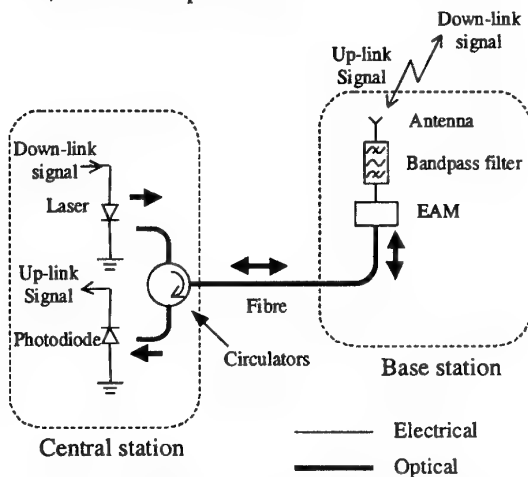 Down-link
signal
Up-link
Signal
Antenna
Bandpass filter
EAM
Down-link
signal
Laser
Up-link
Signal
Photodiode
Fibre
Circulators
Base station
Central station
Electrical
Optical